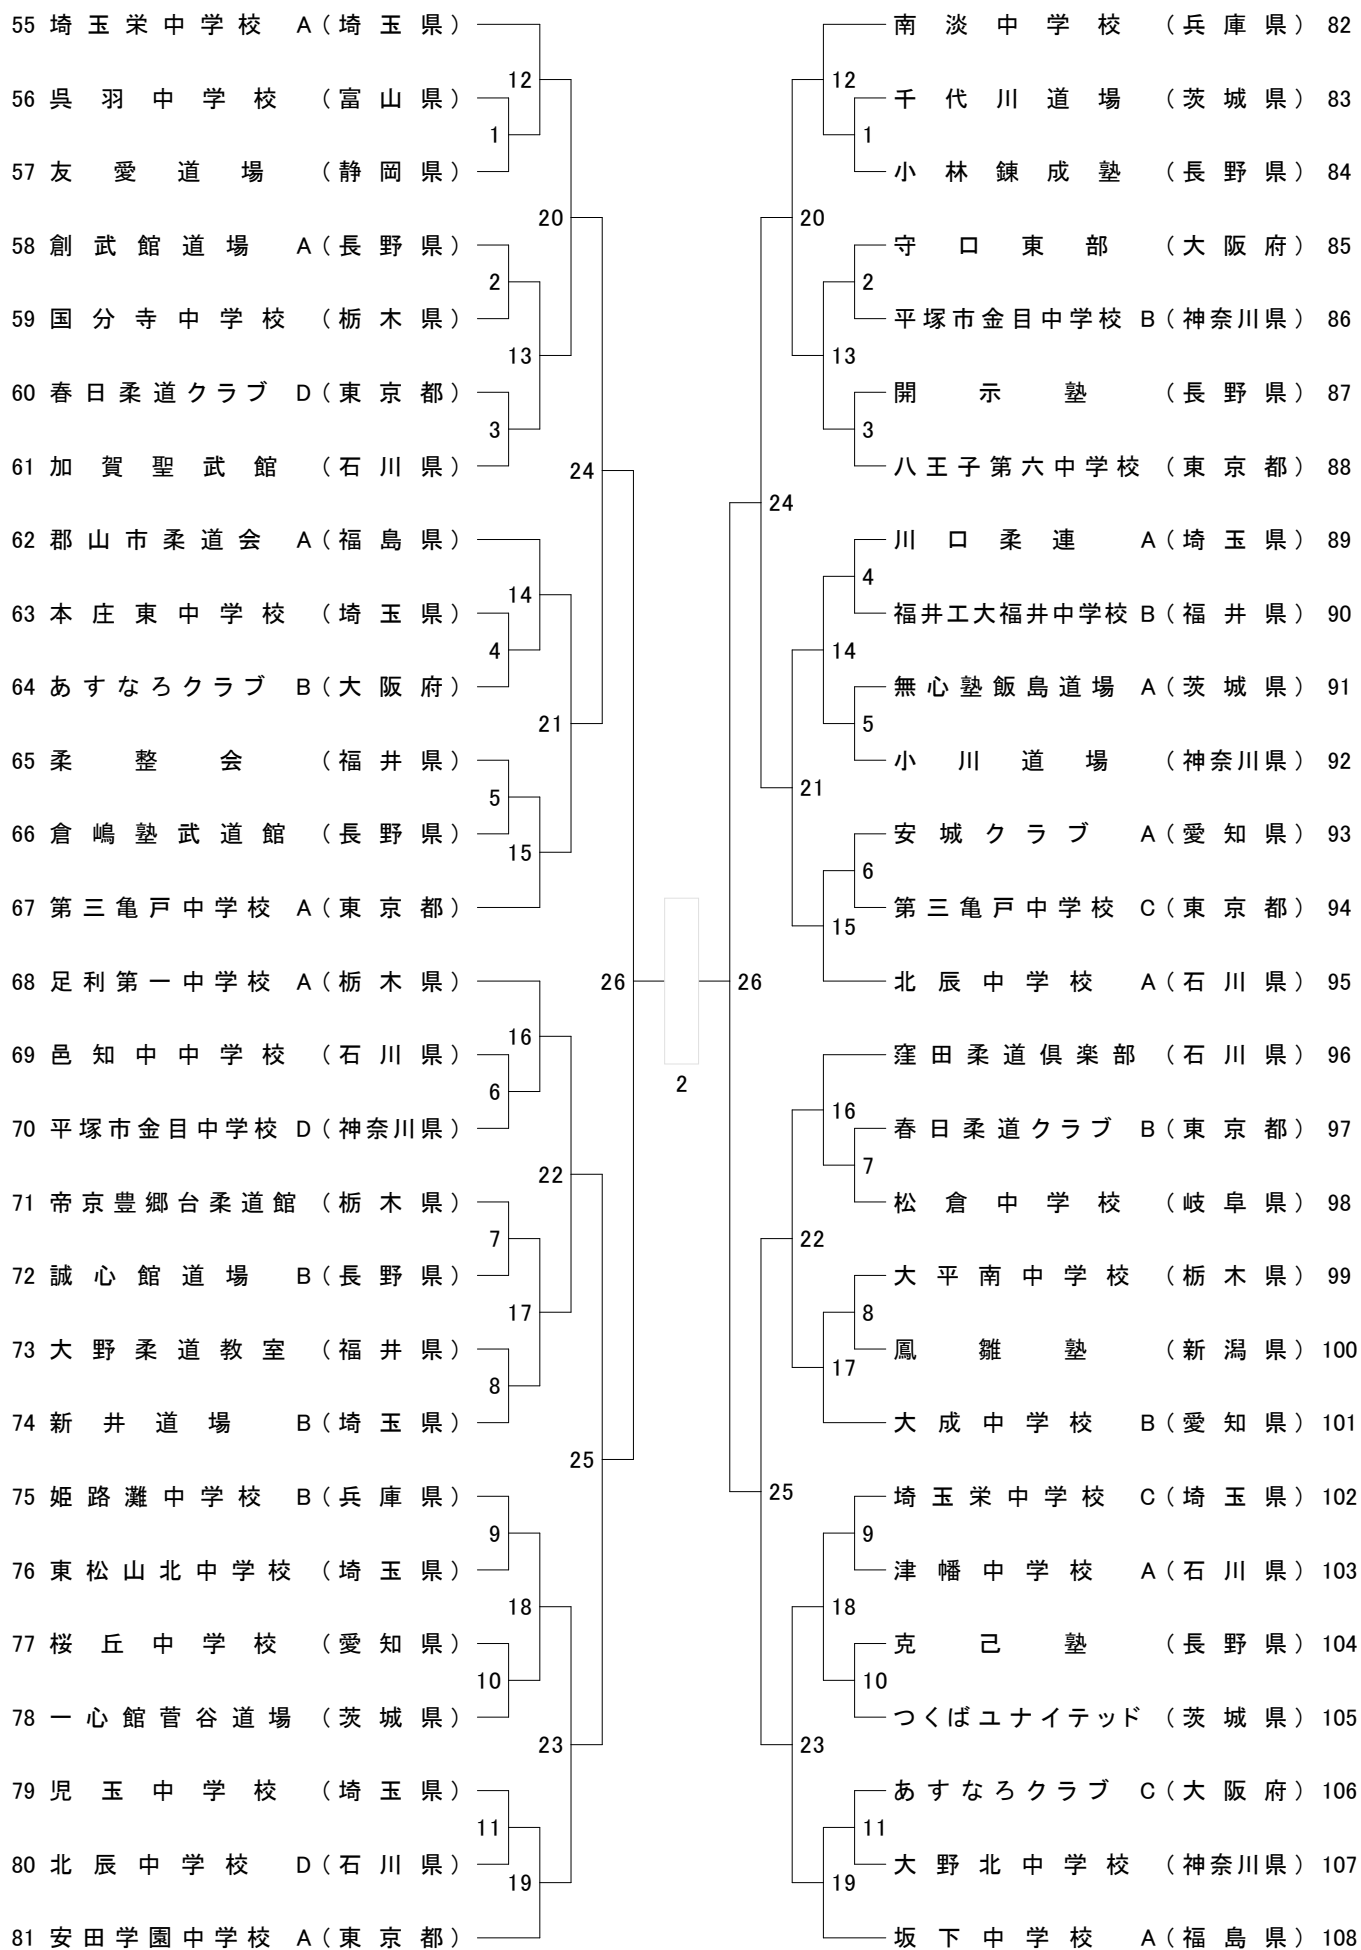 55 埼玉栄中学校 A(埼玉県)
56 呉羽中学校 (富山県)
57 友愛道場 (静岡県)
58 創武館道場 A(長野県)
59 国分寺中学校 (栃木県)
60 春日柔道クラブ D(東京都)
61 加賀聖武館 (石川県)
62 郡山市柔道会 A(福島県)
63 本庄東中学校 (埼玉県)
64 あすなろクラブ B(大阪府)
65 柔整会 (福井県)
66 倉嶋塾武道館 (長野県)
67 第三亀戸中学校 A(東京都)
68 足利第一中学校 A(栃木県)
69 邑知中中学校 (石川県)
70 平塚市金目中学校 D(神奈川県)
71 帝京豊郷台柔道館 (栃木県)
72 誠心館道場 B(長野県)
73 大野柔道教室 (福井県)
74 新井道場 B(埼玉県)
75 姫路灘中学校 B(兵庫県)
76 東松山北中学校 (埼玉県)
77 桜丘中学校 (愛知県)
78 一心館菅谷道場 (茨城県)
79 児玉中学校 (埼玉県)
80 北辰中学校 D(石川県)
81 安田学園中学校 A(東京都)
12
1
20
2
13
3
24
14
4
21
5
15
26
16
6
22
7
17
8
25
9
18
10
23
11
19
2
12
1
20
2
13
3
24
4
14
5
21
6
15
26
16
7
22
8
17
25
9
18
10
23
11
19
南淡中学校 (兵庫県) 82
千代川道場 (茨城県) 83
小林錬成塾 (長野県) 84
守口東部 (大阪府) 85
平塚市金目中学校 B(神奈川県) 86
開示塾 (長野県) 87
八王子第六中学校 (東京都) 88
川口柔連 A(埼玉県) 89
福井工大福井中学校 B(福井県) 90
無心塾飯島道場 A(茨城県) 91
小川道場 (神奈川県) 92
安城クラブ A(愛知県) 93
第三亀戸中学校 C(東京都) 94
北辰中学校 A(石川県) 95
窪田柔道倶楽部 (石川県) 96
春日柔道クラブ B(東京都) 97
松倉中学校 (岐阜県) 98
大平南中学校 (栃木県) 99
鳳雛塾 (新潟県) 100
大成中学校 B(愛知県) 101
埼玉栄中学校 C(埼玉県) 102
津幡中学校 A(石川県) 103
克己塾 (長野県) 104
つくばユナイテッド (茨城県) 105
あすなろクラブ C(大阪府) 106
大野北中学校 (神奈川県) 107
坂下中学校 A(福島県) 108